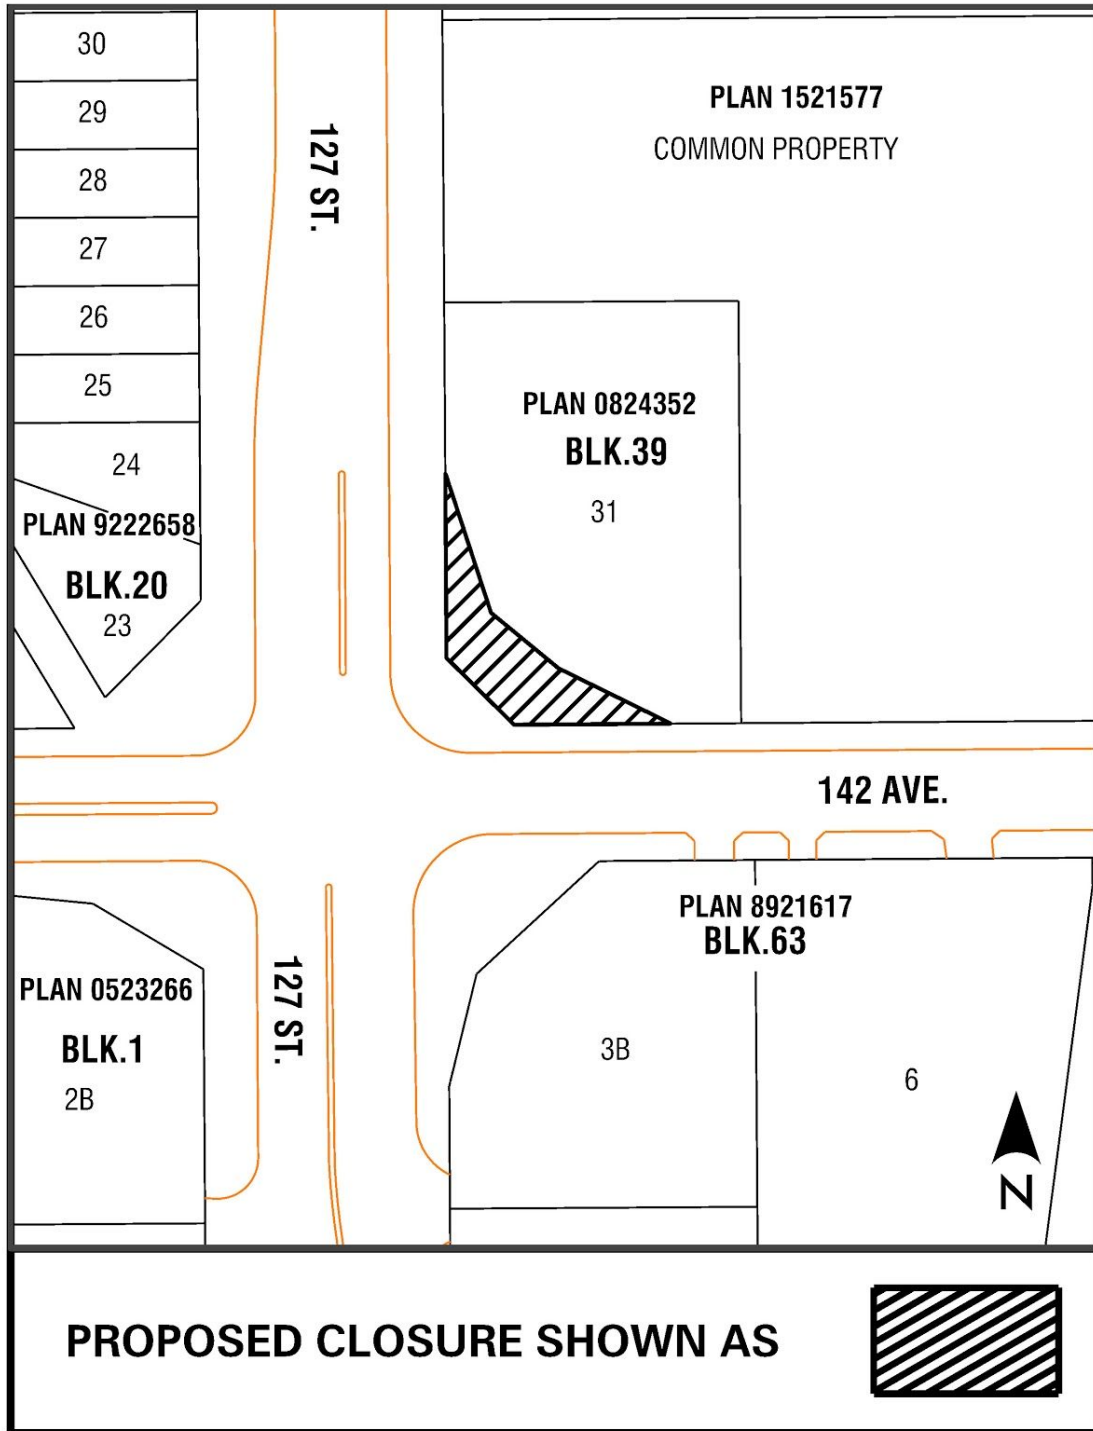 30
29
28
27
26
25
24
PLAN 9222658
BLK.20
23
127 ST.
PLAN 1521577
COMMON PROPERTY
PLAN 0824352
BLK.39
31
142 AVE.
PLAN 0523266
BLK.1
2B
127 ST.
PLAN 8921617
BLK.63
3B
6
N
PROPOSED CLOSURE SHOWN AS